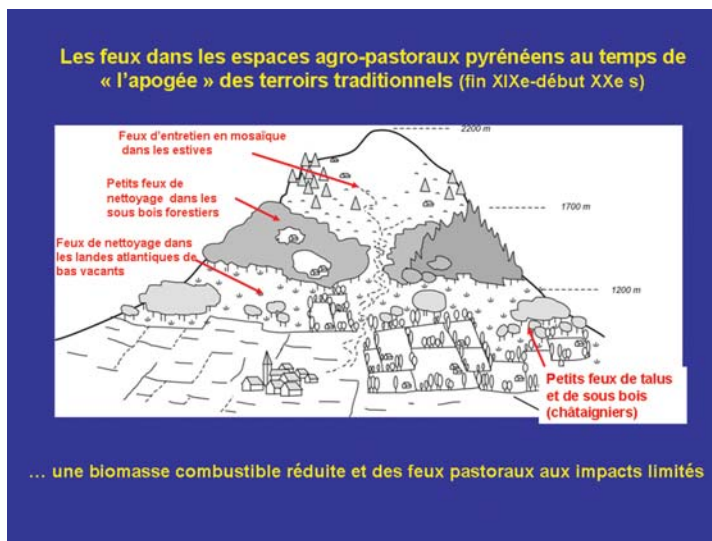 Les feux dans les espaces agro-pastoraux pyrénéens au temps de
« l'apogée » des terroirs traditionnels (fin XIXe-début XXe s)
2200 m
Feux d'entretien en mosaïque
dans les estives
Petits feux de
nettoyage dans les
sous bois forestiers
1700 m
Feux de nettoyage dans
les landes atlantiques de
bas vacants
1200 m
Petits feux de talus
et de sous bois
(châtaigniers)
... une biomasse combustible réduite et des feux pastoraux aux impacts limités